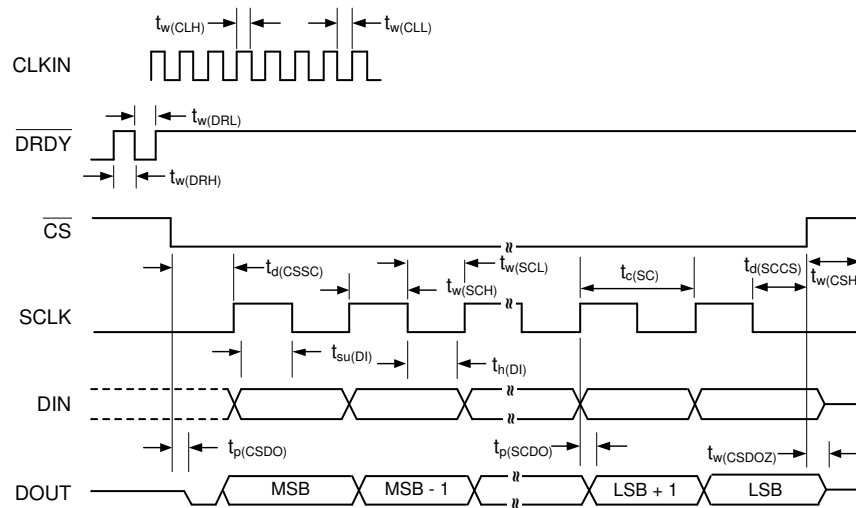 tw(CLH) tw(CLL)
CLKIN
tw(DRL)
DRDY
tw(DRH)
CS
td(CSSC) tw(SCL) tc(SC) td(SCCS)
tw(SCH) tw(CSH
SCLK
tsu(DI) th(DI)
DIN
tp(CSDO) tp(SCDO) tw(CSDOZ)
DOUT MSB MSB - 1 LSB + 1 LSB